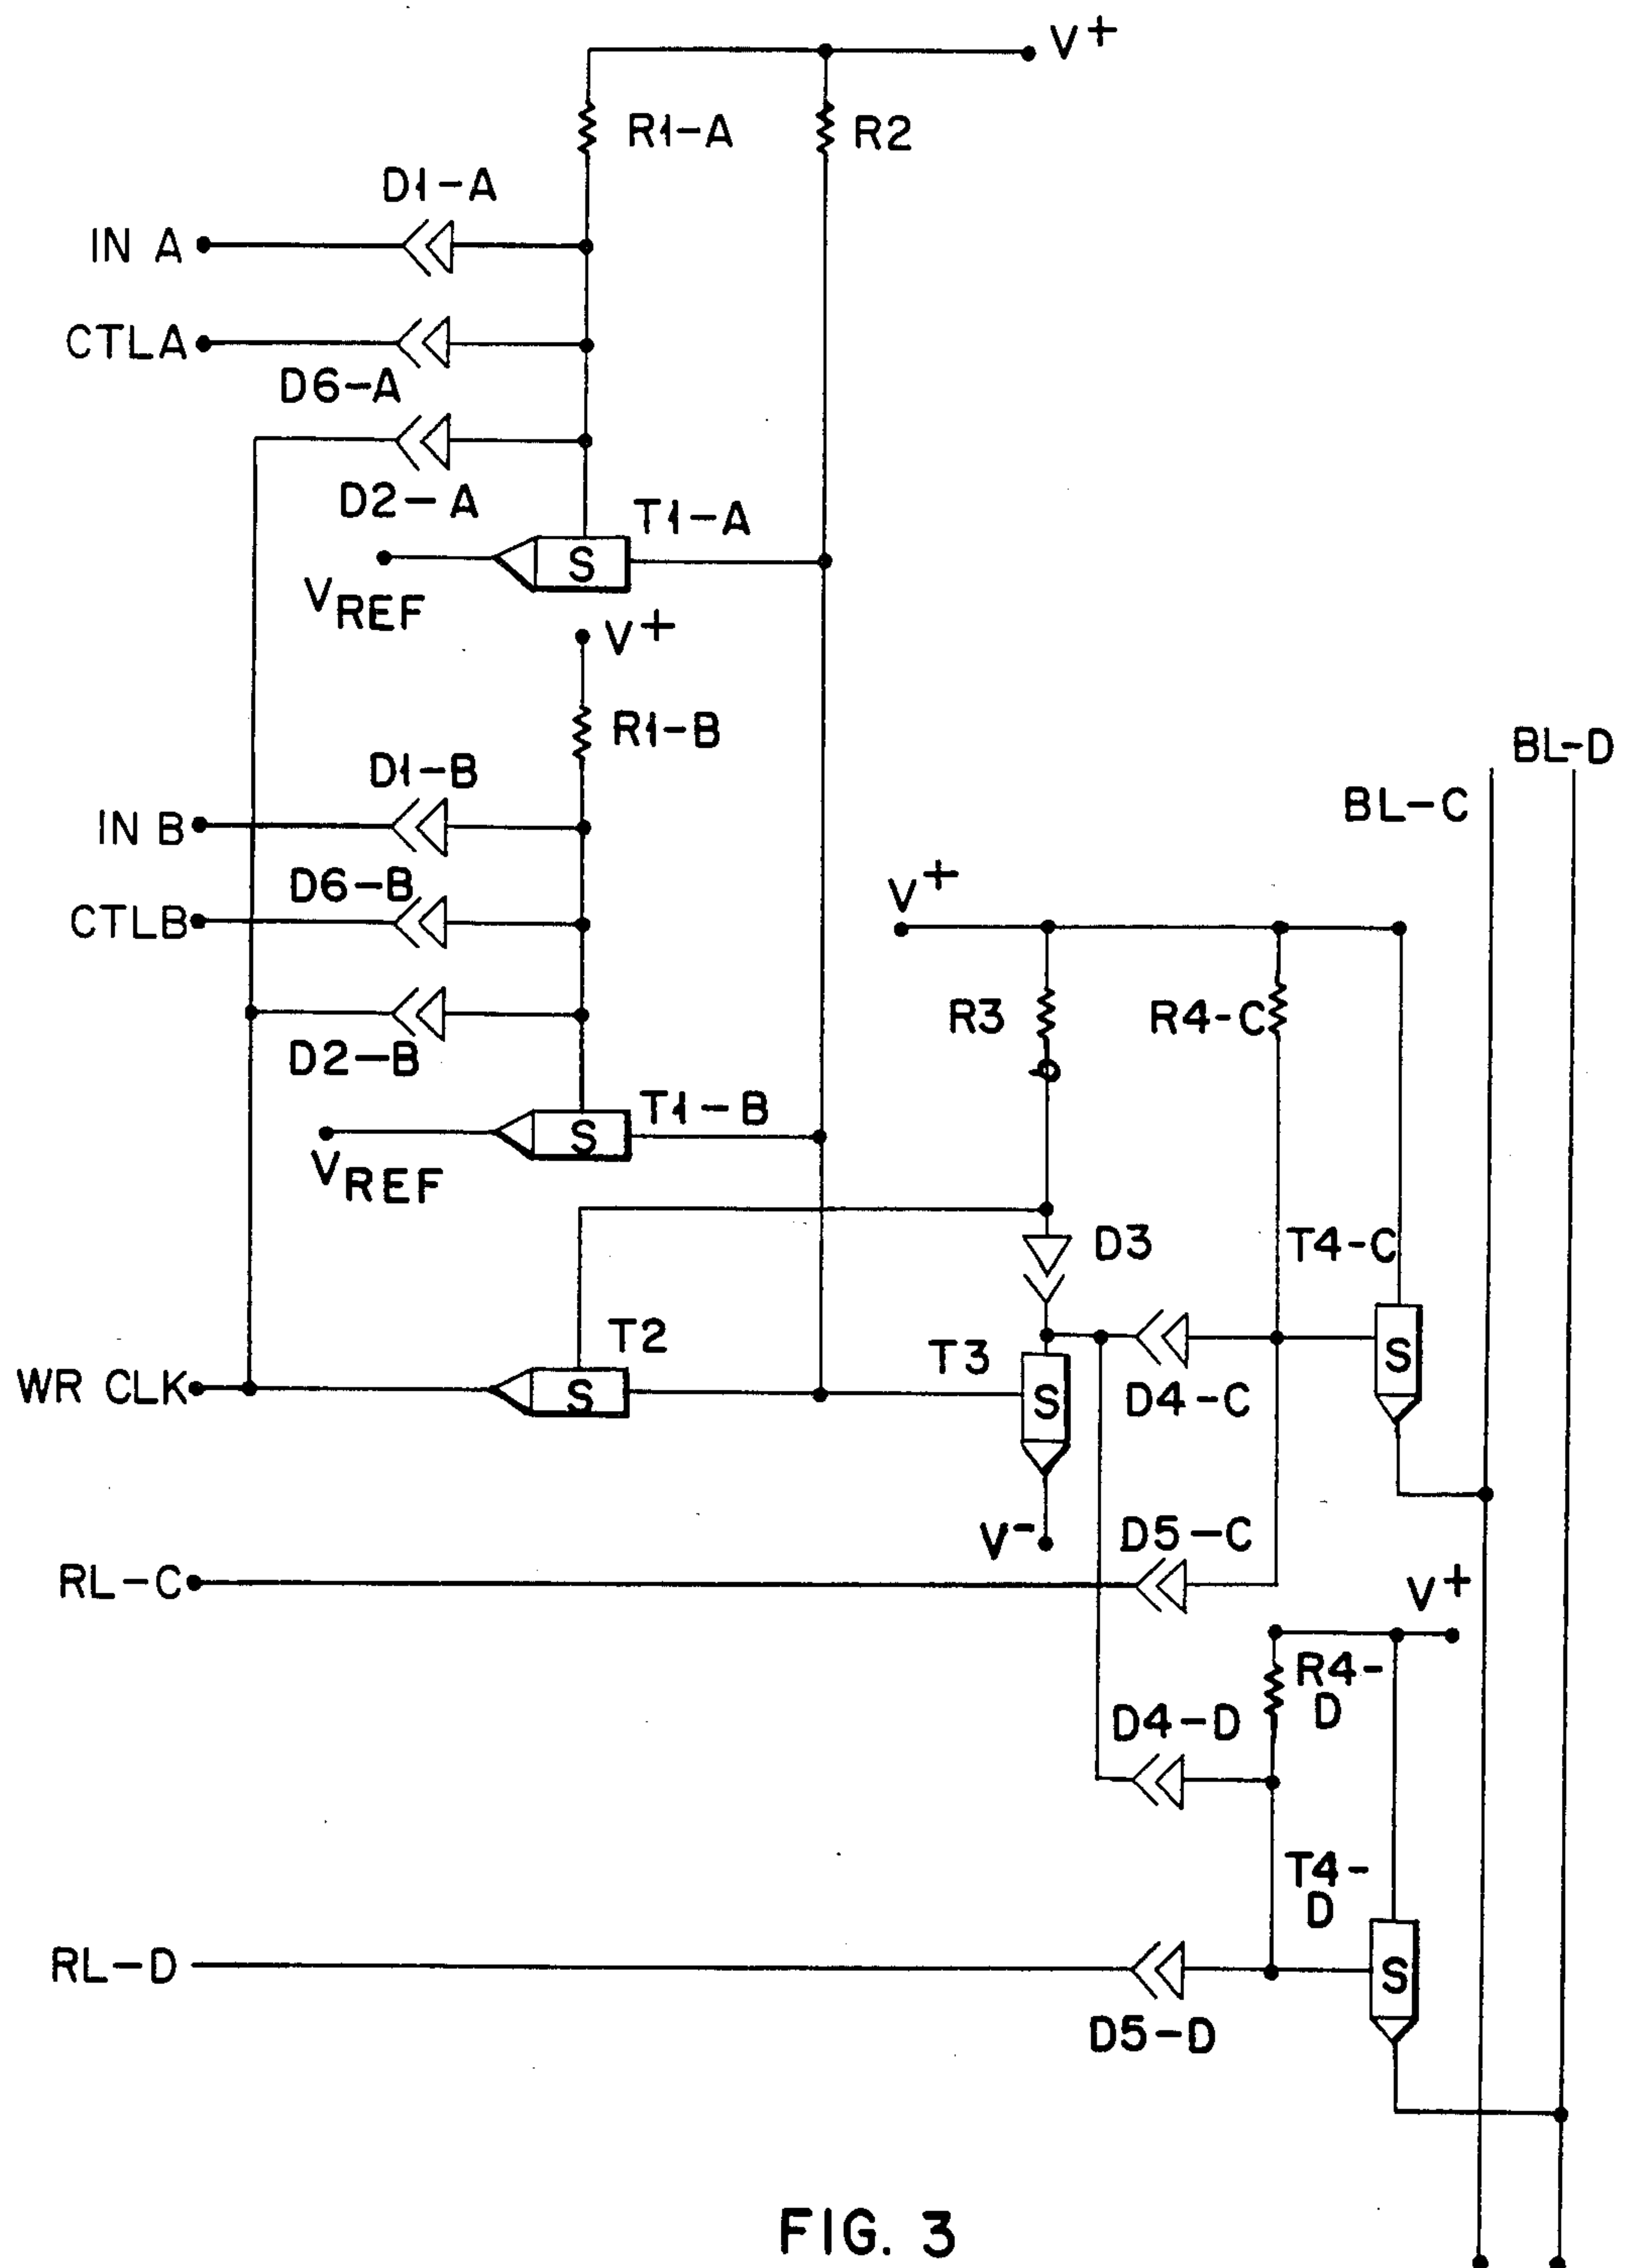 V+
R1-A
R2
D1-A
IN A
CTLA
D6-A
D2-A
T1-A
S
VREF
V+
R1-B
BL-D
D1-B
BL-C
IN B
D6-B
V+
CTLB
R3
R4-C
D2-B
T1-B
S
VREF
D3
T4-C
T2
T3
S
WR CLK
S
S
D4-C
V-
D5-C
RL-C
V+
R4-
D
D4-D
T4-
D
RL-D
S
D5-D
FIG. 3